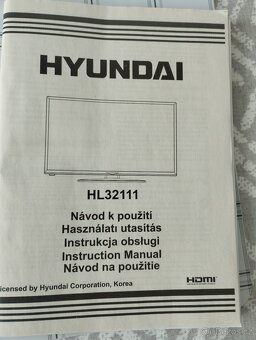 HYUNDAI
HL32111
Návod k použití
Használatı utasítás
Instrukcja obsługi
Instruction Manual
Návod na použitie
icensed by Hyundai Corporation, Korea
HDMI